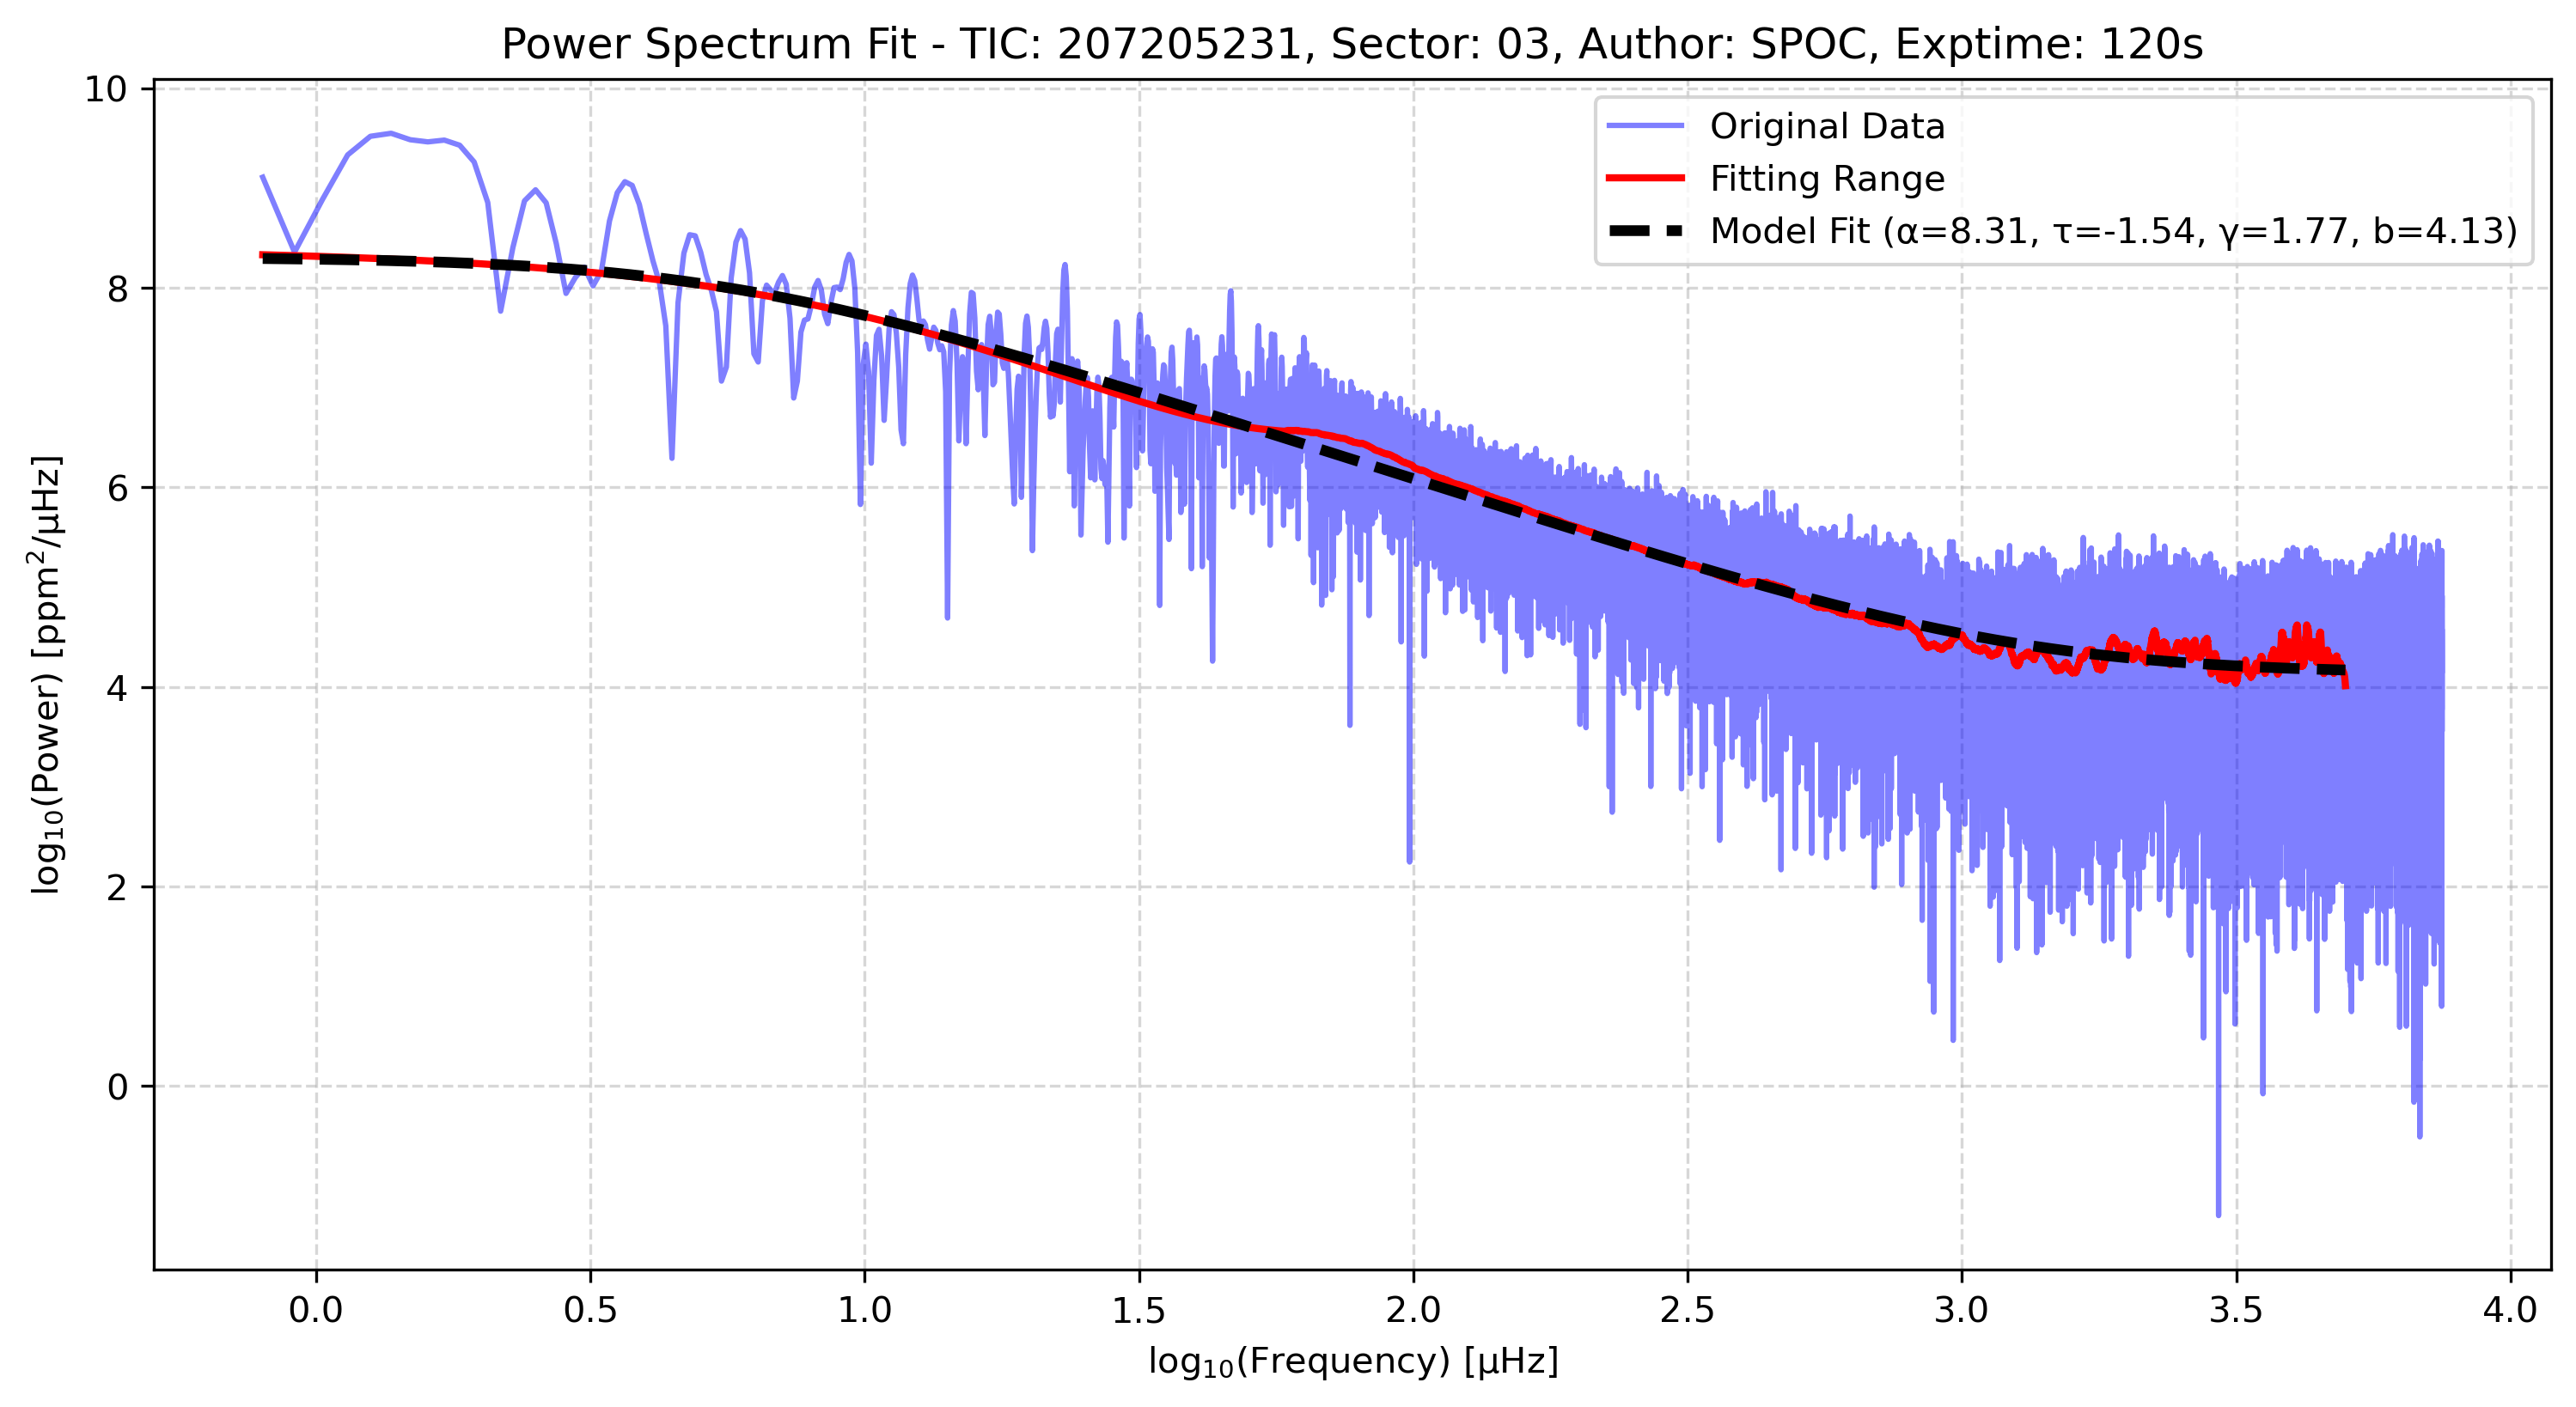 Power Spectrum Fit - TIC: 207205231, Sector: 03, Author: SPOC, Exptime: 120s
Original Data
Fitting Range
Model Fit (α=8.31, τ=-1.54, γ=1.77, b=4.13)
log₁₀(Power) [ppm²/μHz]
10
8
6
4
2
0
0.0 0.5 1.0 1.5 2.0 2.5 3.0 3.5 4.0
log₁₀(Frequency) [μHz]